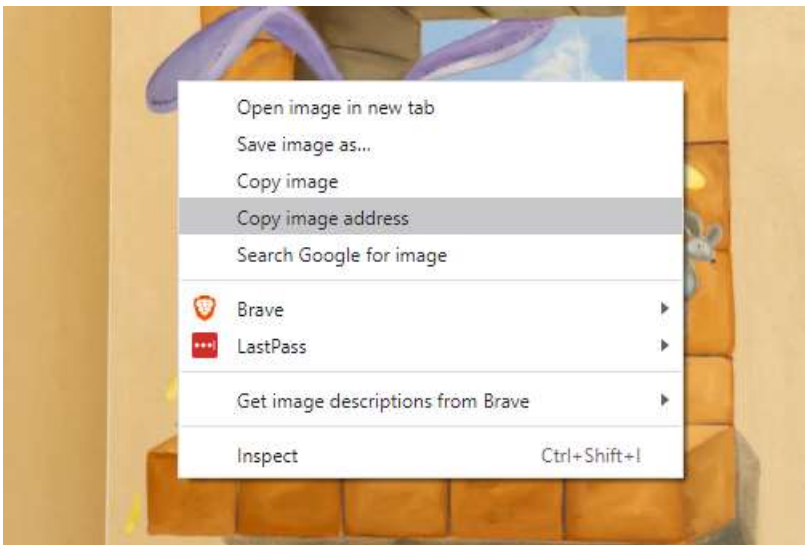 Open image in new tab
Save image as...
Copy image
Copy image address
Search Google for image
Brave
LastPass
Get image descriptions from Brave
Inspect Ctrl+Shift+I